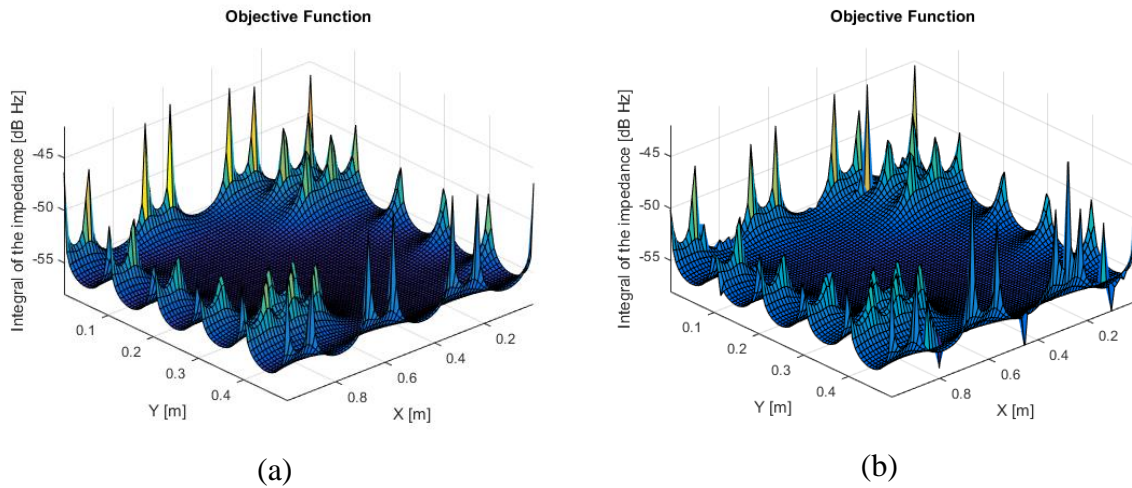 Objective Function
Integral of the impedance [dB Hz]
-45
-50
-55
0.1
0.2
0.3
0.4
Y [m]
0.8
0.6
0.4
0.2
X [m]
(a)
Objective Function
Integral of the impedance [dB Hz]
-45
-50
-55
0.1
0.2
0.3
0.4
Y [m]
0.8
0.6
0.4
0.2
X [m]
(b)